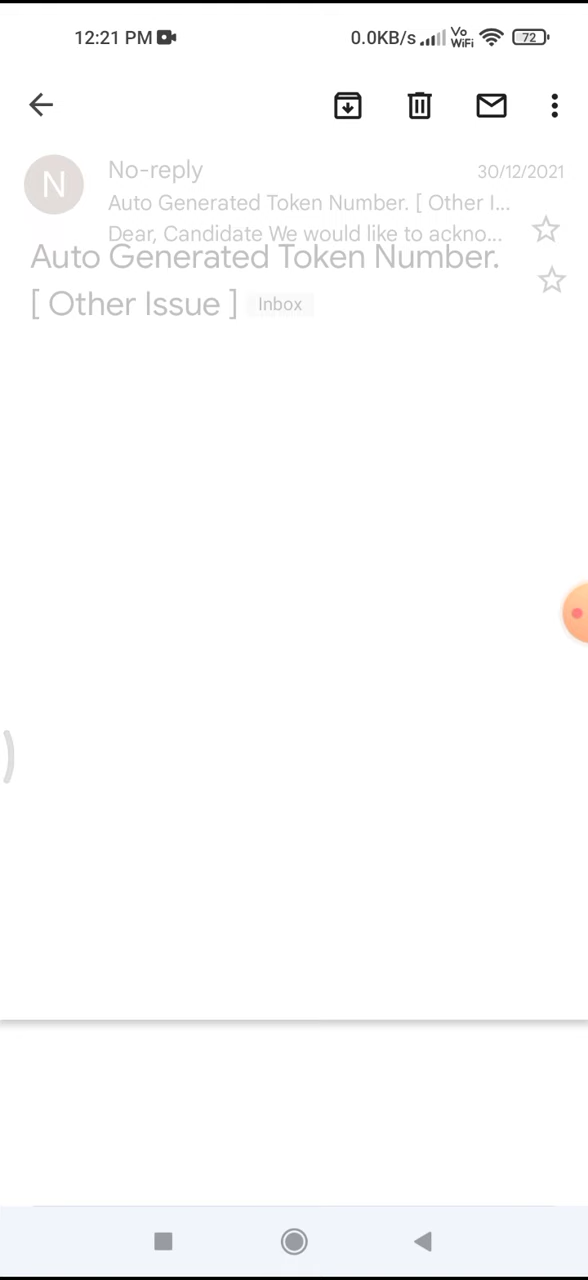 12:21 PM
0.0KB/s Vo WiFi 72
N
No-reply
30/12/2021
Auto Generated Token Number. [ Other I...
Dear, Candidate We would like to ackno...
Auto Generated Token Number.
[ Other Issue ] Inbox